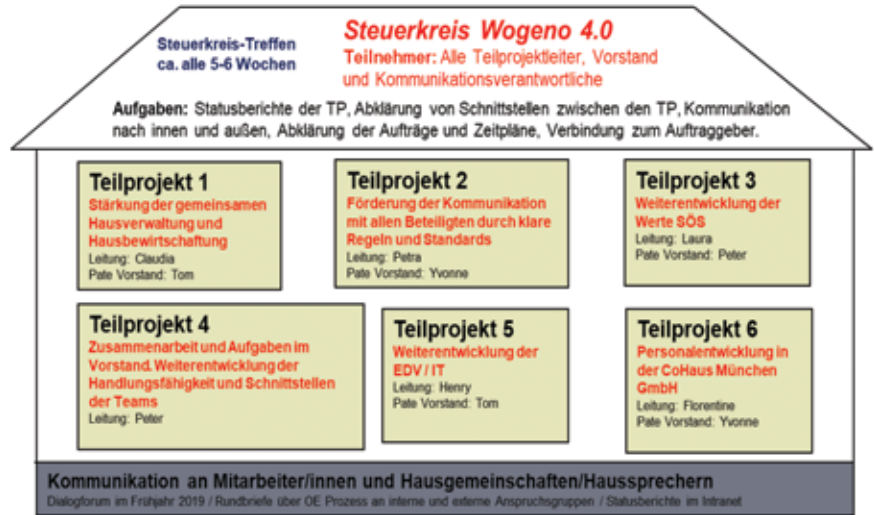 Steuerkreis Wogeno 4.0
Steuerkreis-Treffen
ca. alle 5-6 Wochen
Teilnehmer: Alle Teilprojektleiter, Vorstand
und Kommunikationsverantwortliche
Aufgaben: Statusberichte der TP, Abklärung von Schnittstellen zwischen den TP, Kommunikation
nach innen und außen, Abklärung der Aufträge und Zeitpläne, Verbindung zum Auftraggeber.
Teilprojekt 1
Stärkung der gemeinsamen
Hausverwaltung und
Hausbewirtschaftung
Leitung: Claudia
Pate Vorstand: Tom
Teilprojekt 2
Förderung der Kommunikation
mit allen Beteiligten durch klare
Regeln und Standards
Leitung: Petra
Pate Vorstand: Yvonne
Teilprojekt 3
Weiterentwicklung der
Werte SÖS
Leitung: Laura
Pate Vorstand: Peter
Teilprojekt 4
Zusammenarbeit und Aufgaben im
Vorstand. Weiterentwicklung der
Handlungsfähigkeit und Schnittstellen
der Teams
Leitung: Peter
Teilprojekt 5
Weiterentwicklung der
EDV / IT
Leitung: Henry
Pate Vorstand: Tom
Teilprojekt 6
Personalentwicklung in
der CoHaus München
GmbH
Leitung: Florentine
Pate Vorstand: Yvonne
Kommunikation an Mitarbeiter/innen und Hausgemeinschaften/Haussprechern
Dialogforum im Frühjahr 2019 / Rundbriefe über OE Prozess an interne und externe Anspruchsgruppen / Statusberichte im Intranet